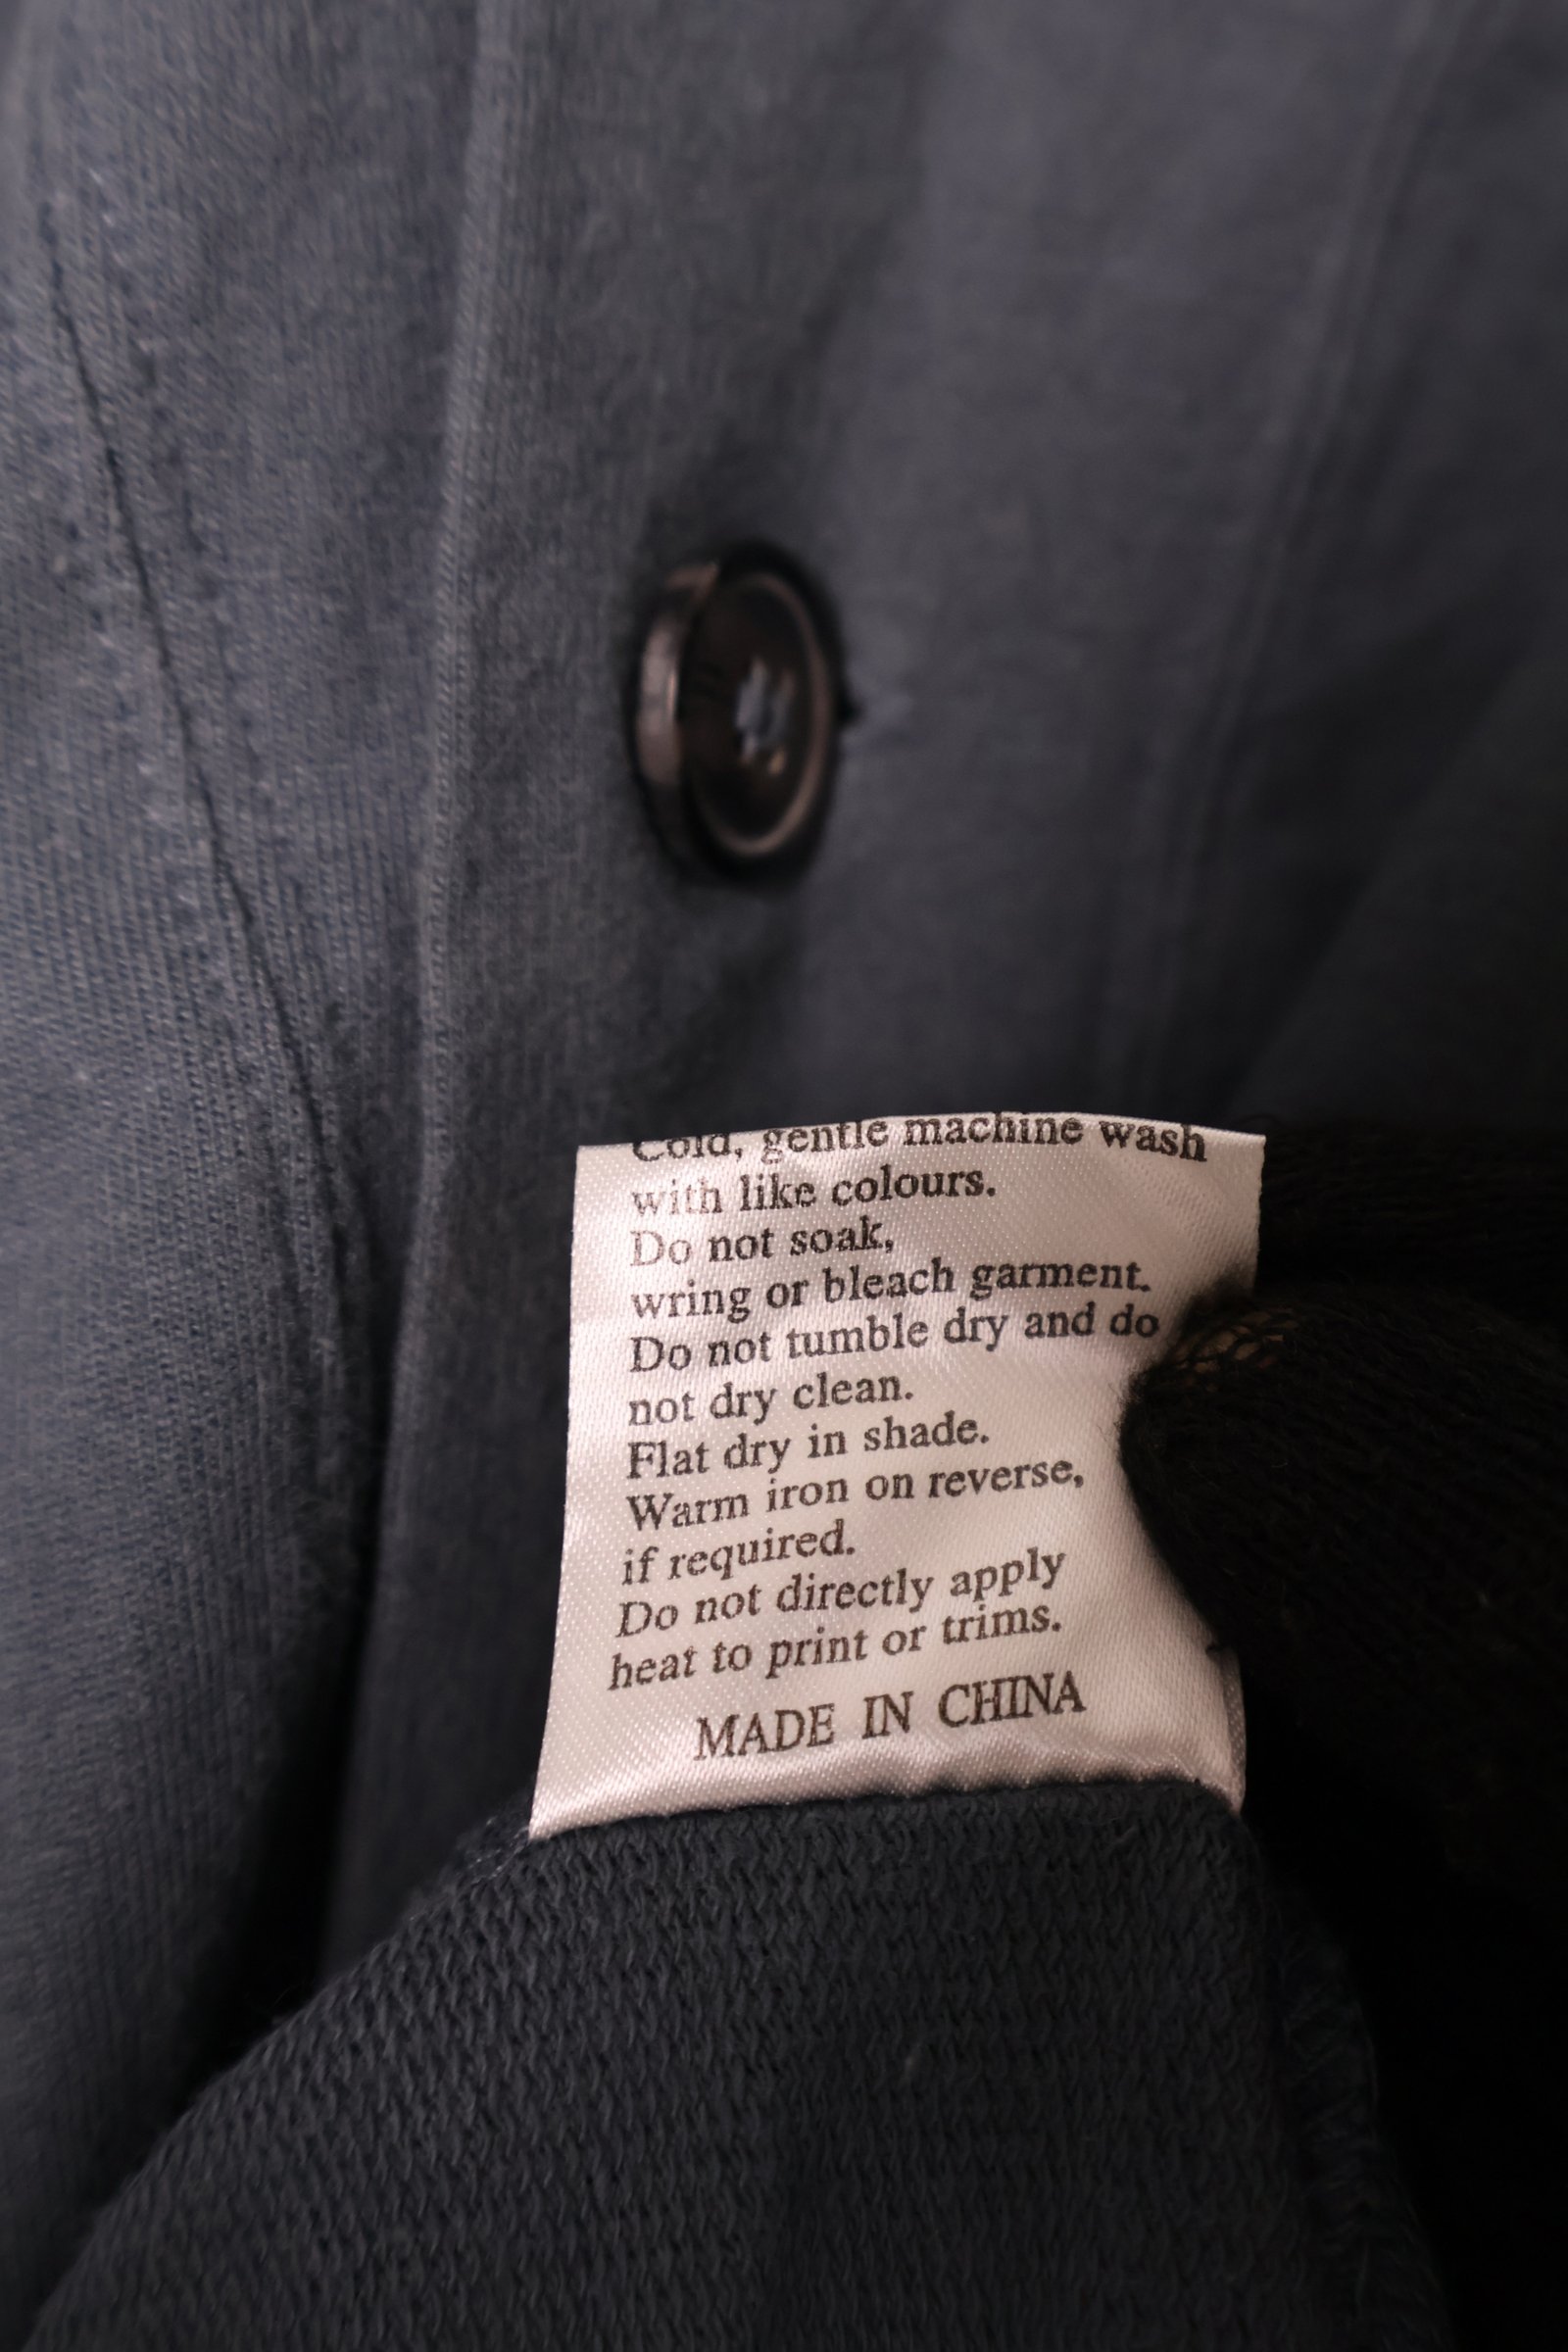 Cold, gentle machine wash
with like colours.
Do not soak,
wring or bleach garment.
Do not tumble dry and do
not dry clean.
Flat dry in shade.
Warm iron on reverse,
if required.
Do not directly apply
heat to print or trims.
MADE IN CHINA